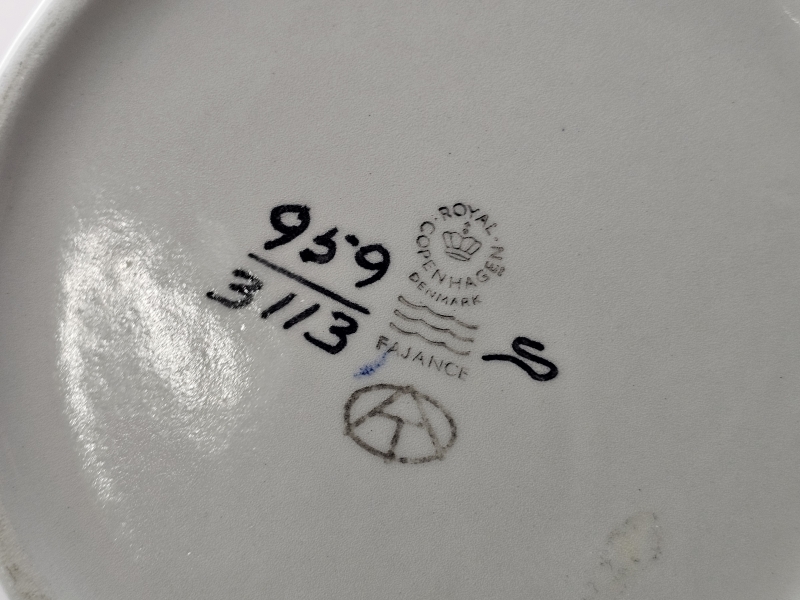 959
3113
ROYAL
COPENHAGEN
DENMARK
FAJANCE
S